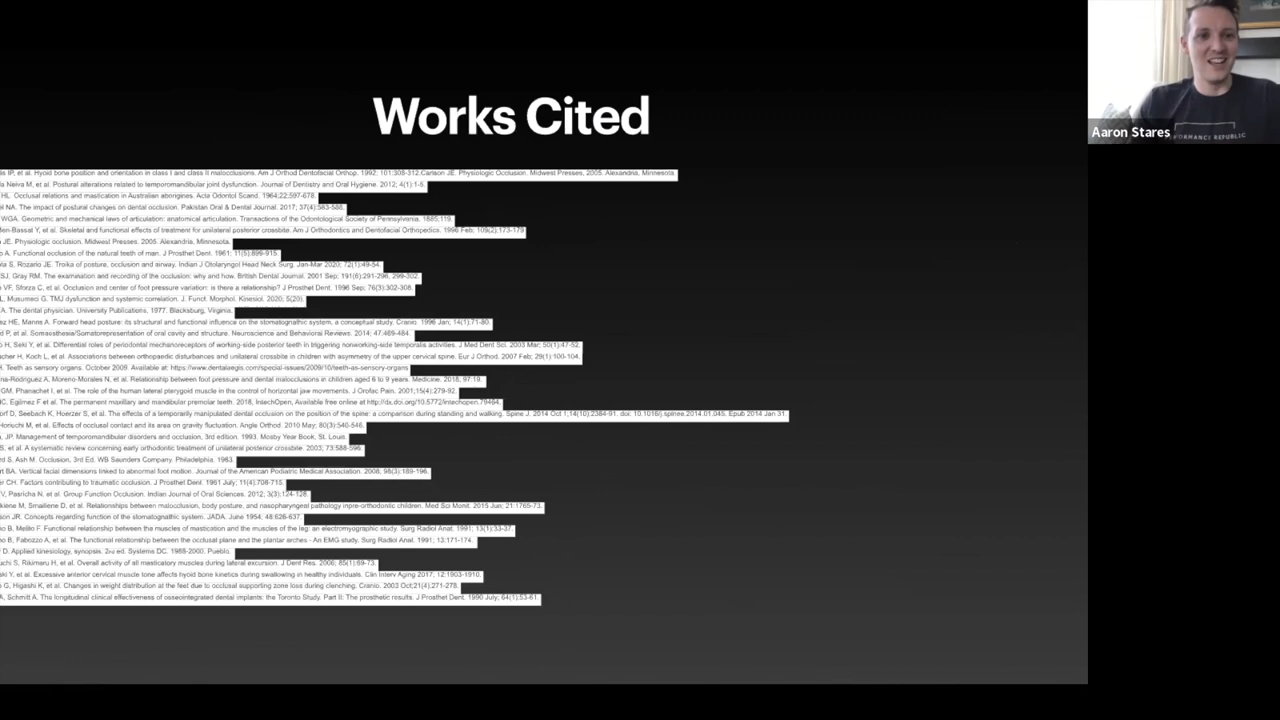 Works Cited
Aaron Stares
FORMANCE REPUBLIC
is IP, et al. Hyoid bone position and orientation in class I and class II malocclusions. Am J Orthod Dentofacial Orthop. 1992; 101:308-312.Carlson JE. Physiologic Occlusion. Midwest Presses, 2005. Alexandria, Minnesota.
a Neiva M, et al. Postural alterations related to temporomandibular joint dysfunction. Journal of Dentistry and Oral Hygiene. 2012; 4(1):1-5.
HL. Occlusal relations and mastication in Australian aborigines. Acta Odontol Scand. 1964;22:597-678.
el NA. The impact of postural changes on dental occlusion. Pakistan Oral & Dental Journal. 2017; 37(4):583-588.
WGA. Geometric and mechanical laws of articulation: anatomical articulation. Transactions of the Odontological Society of Pennsylvania. 1885;119.
Ben-Bassat Y, et al. Skeletal and functional effects of treatment for unilateral posterior crossbite. Am J Orthodontics and Dentofacial Orthopedics. 1996 Feb; 109(2);173-179
JE. Physiologic occlusion. Midwest Presses. 2005. Alexandria, Minnesota.
o A. Functional occlusion of the natural teeth of man. J Prosthet Dent. 1961; 11(5):899-915.
ola S, Rozario JE. Troika of posture, occlusion and airway. Indian J Otolaryngol Head Neck Surg. Jan-Mar 2020; 72(1):49-54.
SJ, Gray RM. The examination and recording of the occlusion: why and how. British Dental Journal. 2001 Sep; 191(6):291-296, 299-302.
VF, Sforza C, et al. Occlusion and center of foot pressure variation: is there a relationship? J Prosthet Dent. 1996 Sep; 76(3):302-308.
L, Musumeci G. TMJ dysfunction and systemic correlation. J. Funct. Morphol. Kinesiol. 2020; 5(20).
A. The dental physician. University Publications, 1977. Blacksburg, Virginia.
ez HE, Manns A. Forward head posture: its structural and functional influence on the stomatognathic system, a conceptual study. Cranio. 1996 Jan; 14(1):71-80.
d P, et al. Somsasthesia/Somatorepresentation of oral cavity and structure. Neuroscience and Behavioral Reviews. 2014; 47:469-484.
o H, Seki Y, et al. Differential roles of periodontal mechanoreceptors of working-side posterior teeth in triggering nonworking-side temporalis activities. J Med Dent Sci. 2003 Mar; 50(1):47-52.
acher H, Koch L, et al. Associations between orthopaedic disturbances and unilateral crossbite in children with asymmetry of the upper cervical spine. Eur J Orthod. 2007 Feb; 29(1):100-104.
. Teeth as sensory organs. October 2009. Available at: https://www.dentalaegis.com/special-issues/2009/10/teeth-as-sensory-organs
ina-Rodriguez A, Moreno-Morales N, et al. Relationship between foot pressure and dental malocclusions in children aged 6 to 9 years. Medicine. 2018; 97:19.
GM. Phanachet I, et al. The role of the human lateral pterygoid muscle in the control of horizontal jaw movements. J Orofac Pain. 2001;15(4):279-92.
IC, Egilmez F et al. The permanent maxillary and mandibular premolar teeth. 2018, IntechOpen, Available free online at http://dx.doi.org/10.5772/intechopen.79464.
orf D, Seebach K, Hoerzer S, et al. The effects of a temporarily manipulated dental occlusion on the position of the spine: a comparison during standing and walking. Spine J. 2014 Oct 1;14(10):2384-91. doi: 10.1016/j.spinee.2014.01.045. Epub 2014 Jan 31.
Horiuchi M, et al. Effects of occlusal contact and its area on gravity fluctuation. Angle Orthod. 2010 May; 80(3):540-546.
, JP. Management of temporomandibular disorders and occlusion, 3rd edition. 1993. Mosby Year Book, St. Louis.
S, et al. A systematic review concerning early orthodontic treatment of unilateral posterior crossbite. 2003; 73:588-596.
rd S. Ash M. Occlusion, 3rd Ed. WB Saunders Company. Philadelphia. 1983.
rt BA. Vertical facial dimensions linked to abnormal foot motion. Journal of the American Podiatric Medical Association. 2008, 98(3):189-196.
er CH. Factors contributing to traumatic occlusion. J Prosthet Dent. 1961 July; 11(4):708-715.
V, Pasricha N, et al. Group Function Occlusion. Indian Journal of Oral Sciences. 2012; 3(3):124-128.
kiena M, Smailiene D, et al. Relationships between malocclusion, body posture, and nasopharyngeal pathology inpre-orthodontic children. Med Sci Monit. 2015 Jun; 21:1765-73.
son JR. Concepts regarding function of the stomatognathic system. JADA. June 1954; 48:626-637.
no B, Melillo F. Functional relationship between the muscles of mastication and the muscles of the leg: an electromyographic study. Surg Radiol Anat. 1991; 13(1):33-37.
no B, Fabozzo A, et al. The functional relationship between the occlusal plane and the plantar arches - An EMG study. Surg Radiol Anat. 1991; 13:171-174.
r D. Applied kinesiology, synopsis. 2nd ed. Systems DC. 1988-2000. Pueblo.
uchi S, Rikimaru H, et al. Overall activity of all masticatory muscles during lateral excursion. J Dent Res. 2006; 85(1):69-73.
ki Y, et al. Excessive anterior cervical muscle tone affects hyoid bone kinetics during swallowing in healthy individuals. Clin Interv Aging 2017; 12:1903-1910.
o G, Higashi K, et al. Changes in weight distribution at the feet due to occlusal supporting zone loss during clenching. Cranio. 2003 Oct;21(4):271-278.
A, Schmitt A. The longitudinal clinical effectiveness of osseointegrated dental implants: the Toronto Study. Part II: The prosthetic results. J Prosthet Dent. 1990 July; 64(1):53-61.